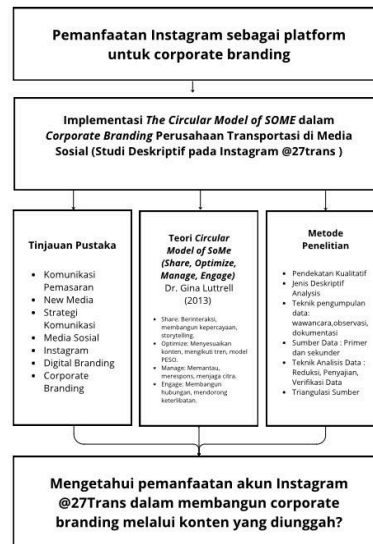 Pemanfaatan Instagram sebagai platform
untuk corporate branding
Implementasi The Circular Model of SOME dalam
Corporate Branding Perusahaan Transportasi di Media
Sosial (Studi Deskriptif pada Instagram @27trans )
Tinjauan Pustaka
• Komunikasi
Pemasaran
• New Media
• Strategi
Komunikasi
• Media Sosial
• Instagram
• Digital Branding
• Corporate
Branding
Teori Circular
Model of SoMe
(Share, Optimize,
Manage, Engage)
Dr. Gina Luttrell
(2013)
• Share: Berinteraksi,
membangun kepercayaan,
storytelling.
• Optimize: Menyesuaikan
konten, mengikuti tren, model
PESO.
• Manage: Memantau,
merespons, menjaga citra.
• Engage: Membangun
hubungan, mendorong
keterlibatan.
Metode
Penelitian
• Pendekatan Kualitatif
• Jenis Deskriptif
Analysis
• Teknik pengumpulan
data:
wawancara,observasi,
dokumentasi
• Sumber Data : Primer
dan sekunder
• Teknik Analisis Data :
Reduksi, Penyajian,
Verifikasi Data
• Triangulasi Sumber
Mengetahui pemanfaatan akun Instagram
@27Trans dalam membangun corporate
branding melalui konten yang diunggah?